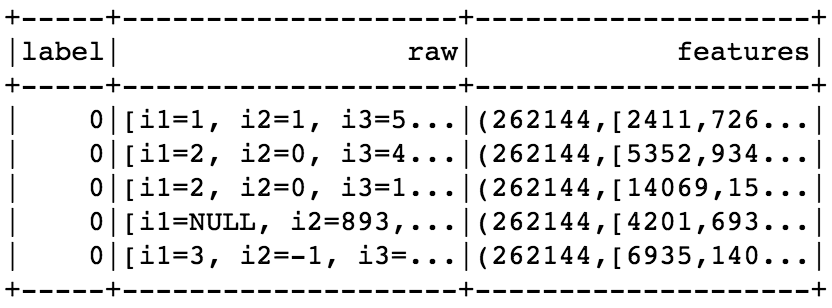 +-----+--------------------+--------------------+
|label|                 raw|            features|
+-----+--------------------+--------------------+
|    0|[i1=1, i2=1, i3=5...|(262144,[2411,726...|
|    0|[i1=2, i2=0, i3=4...|(262144,[5352,934...|
|    0|[i1=2, i2=0, i3=1...|(262144,[14069,15...|
|    0|[i1=NULL, i2=893,...|(262144,[4201,693...|
|    0|[i1=3, i2=-1, i3=...|(262144,[6935,140...|
+-----+--------------------+--------------------+